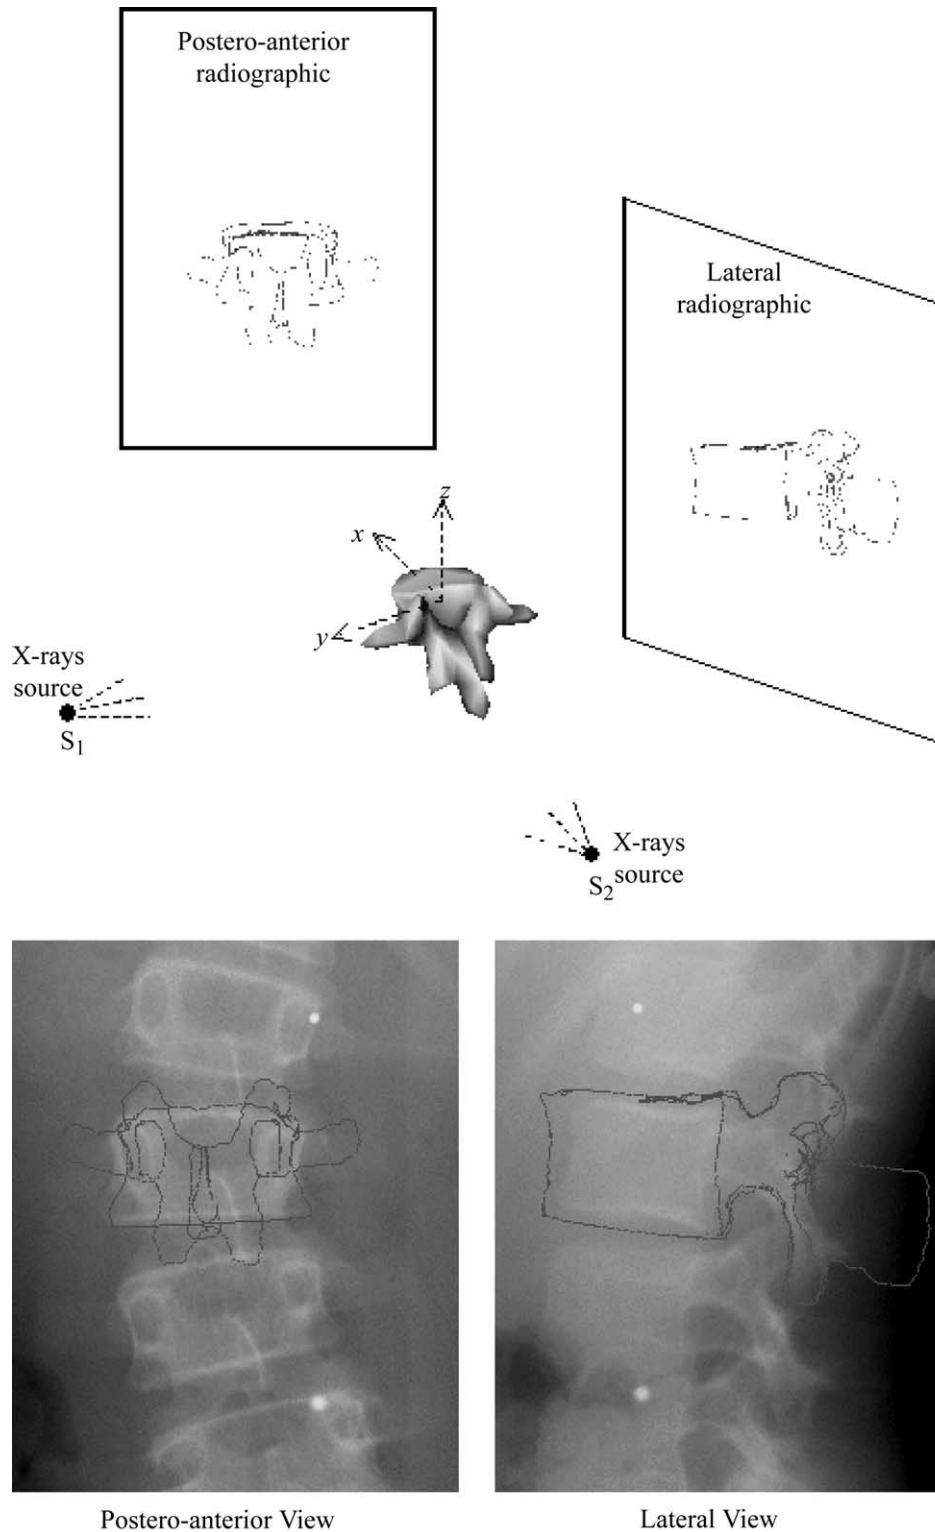 Postero-anterior
radiographic
Lateral
radiographic
z
x
y
X-rays
source
S1
X-rays
source
S2
Postero-anterior View
Lateral View